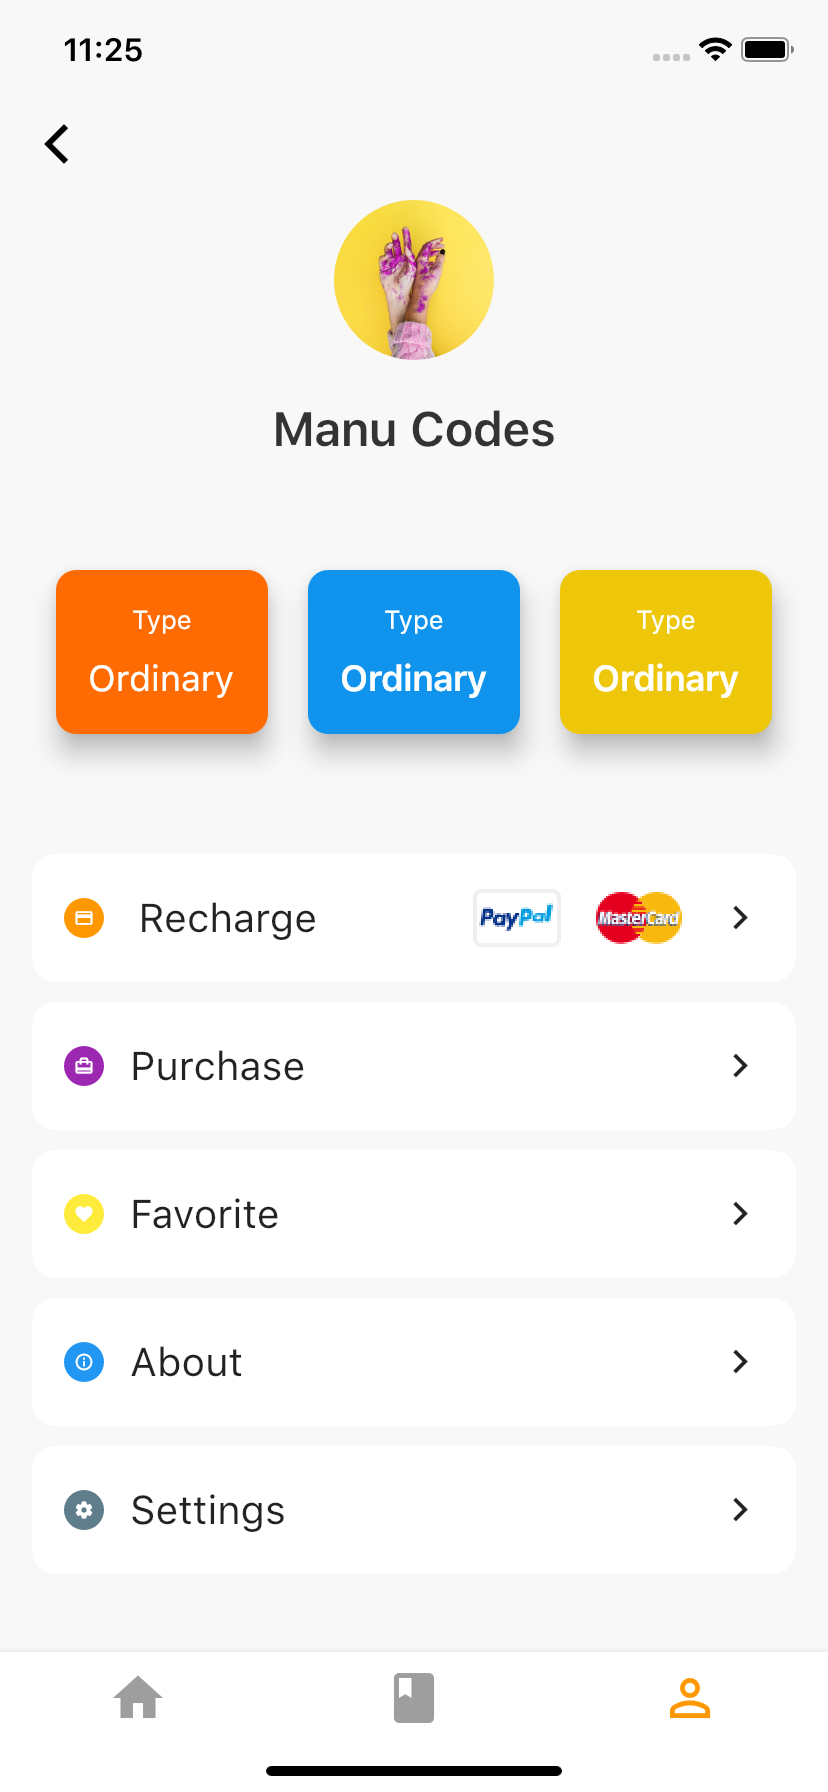 11:25
Manu Codes
Type Type Type
Ordinary Ordinary Ordinary
Recharge PayPal MasterCard
Purchase
Favorite
About
Settings